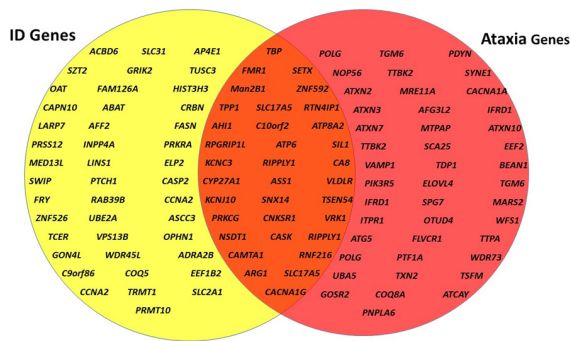 ID Genes
Ataxia Genes
ACBD6 SLC31 AP4E1 TBP POLG TGM6 PDYN
SZT2 GRIK2 TUSC3 FMR1 SETX NOP56 TTBK2 SYNE1
OAT FAM126A HIST3H3 Man2B1 ZNF592 ATXN2 MRE11A CACNA1A
CAPN10 ABAT CRBN TPP1 SLC17A5 RTN4IP1 ATXN3 AFG3L2 IFRD1
LARP7 AFF2 FASN AHI1 C10orf2 ATP8A2 ATXN7 MTPAP ATXN10
PRSS12 INPP4A PRKRA RPGRIP1L ATP6 SIL1 TTBK2 SCA25 EEF2
MED13L LINS1 ELP2 KCNC3 RIPPLY1 CA8 VAMP1 TDP1 BEAN1
SWIP PTCH1 CASP2 CYP27A1 ASS1 VLDLR PIK3R5 ELOVL4 TGM6
FRY RAB39B CCNA2 KCNJ10 SNX14 TSEN54 IFRD1 SPG7 MARS2
ZNF526 UBE2A ASCC3 PRKCG CNKSR1 VRK1 ITPR1 OTUD4 WFS1
TCER VPS13B OPHN1 NSDT1 CASK RIPPLY1 ATG5 FLVCR1 TTPA
GON4L WDR45L ADRA2B CAMTA1 RNF216 POLG PTF1A WDR73
C9orf86 COQ5 EEF1B2 ARG1 SLC17A5 UBA5 TXN2 TSFM
CCNA2 TRMT1 SLC2A1 CACNA1G GOSR2 COQ8A ATCAY
PRMT10 PNPLA6